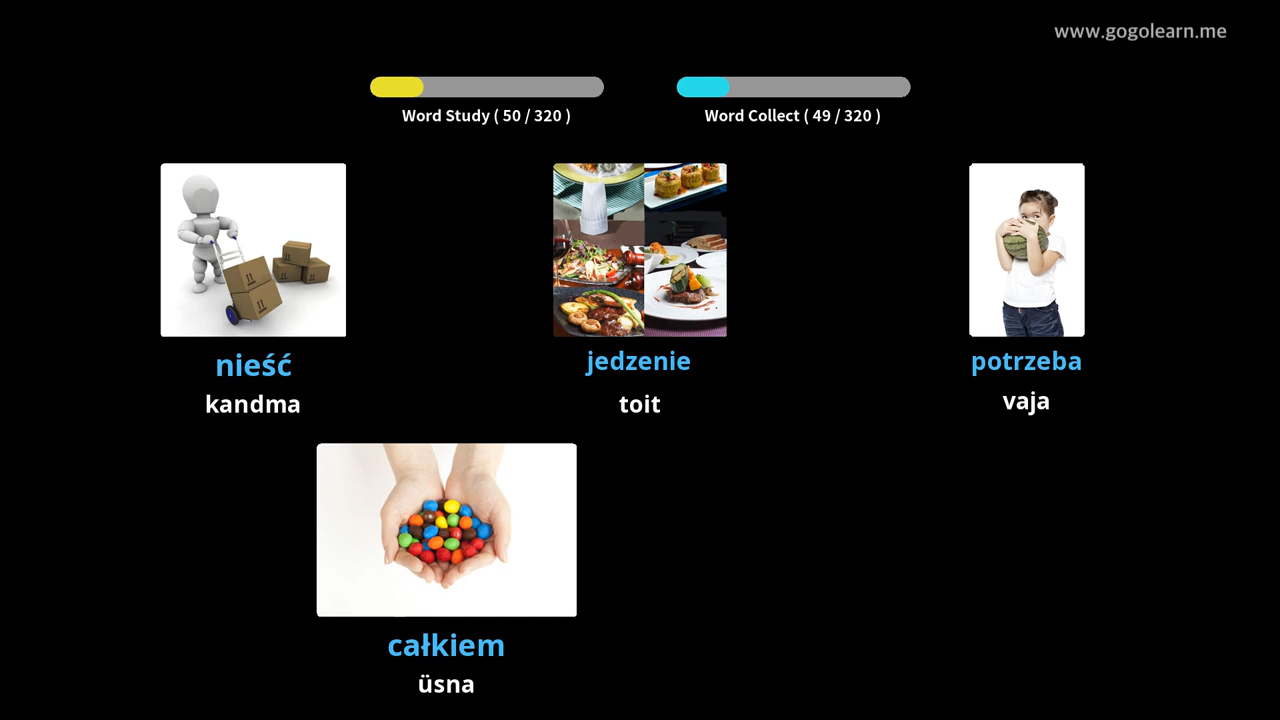 www.gogolearn.me
Word Study ( 50 / 320 )
Word Collect ( 49 / 320 )
nieść
kandma
jedzenie
toit
potrzeba
vaja
całkiem
üsna